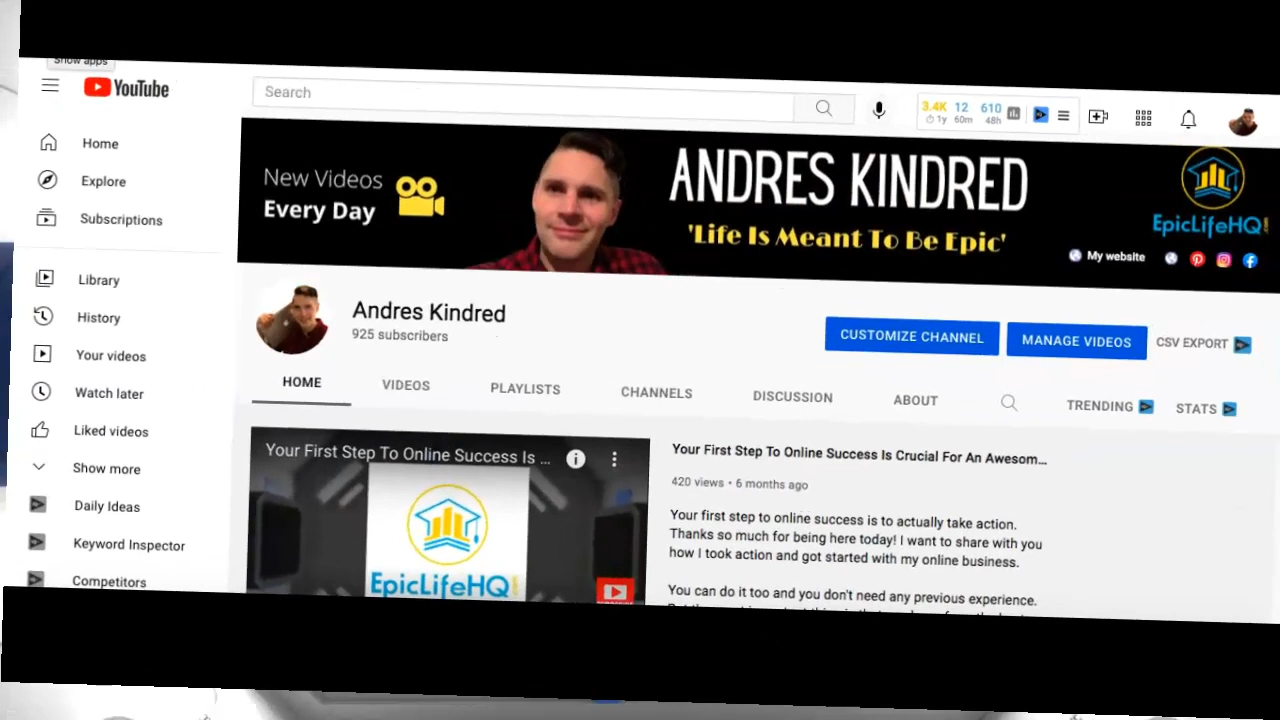 Show apps
YouTube
Search
3.4K 12 610
1y 60m 48h
Home
Explore
Subscriptions
Library
History
Your videos
Watch later
Liked videos
Show more
Daily Ideas
Keyword Inspector
Competitors
New Videos
Every Day
ANDRES KINDRED
'Life Is Meant To Be Epic'
EpicLifeHQ.com
My website
Andres Kindred
925 subscribers
CUSTOMIZE CHANNEL
MANAGE VIDEOS
CSV EXPORT
HOME
VIDEOS
PLAYLISTS
CHANNELS
DISCUSSION
ABOUT
TRENDING
STATS
Your First Step To Online Success Is ...
EpicLifeHQ.com
Your First Step To Online Success Is Crucial For An Awesom...
420 views • 6 months ago
Your first step to online success is to actually take action.
Thanks so much for being here today! I want to share with you
how I took action and got started with my online business.
You can do it too and you don't need any previous experience.